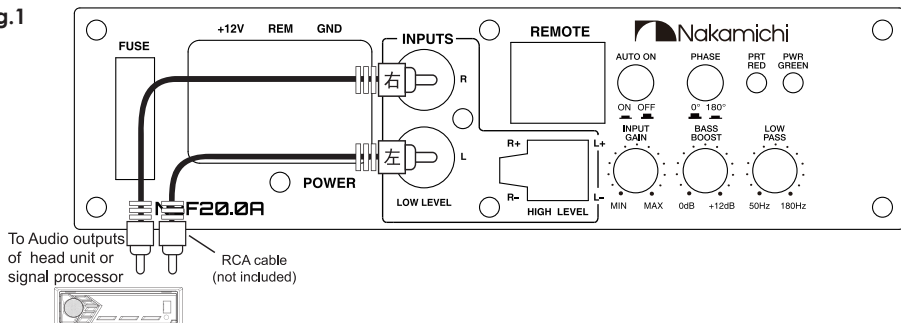 g.1
+12V REM GND
FUSE
INPUTS
REMOTE
Nakamichi
AUTO ON
PHASE
PRT
RED
PWR
GREEN
右
R
ON OFF
0° 180°
INPUT
GAIN
BASS
BOOST
LOW
PASS
左
L
R+
L+
POWER
LOW LEVEL
R-
L-
HIGH LEVEL
MIN MAX
0dB +12dB
50Hz 180Hz
F20.0A
To Audio outputs
of head unit or
signal processor
RCA cable
(not included)